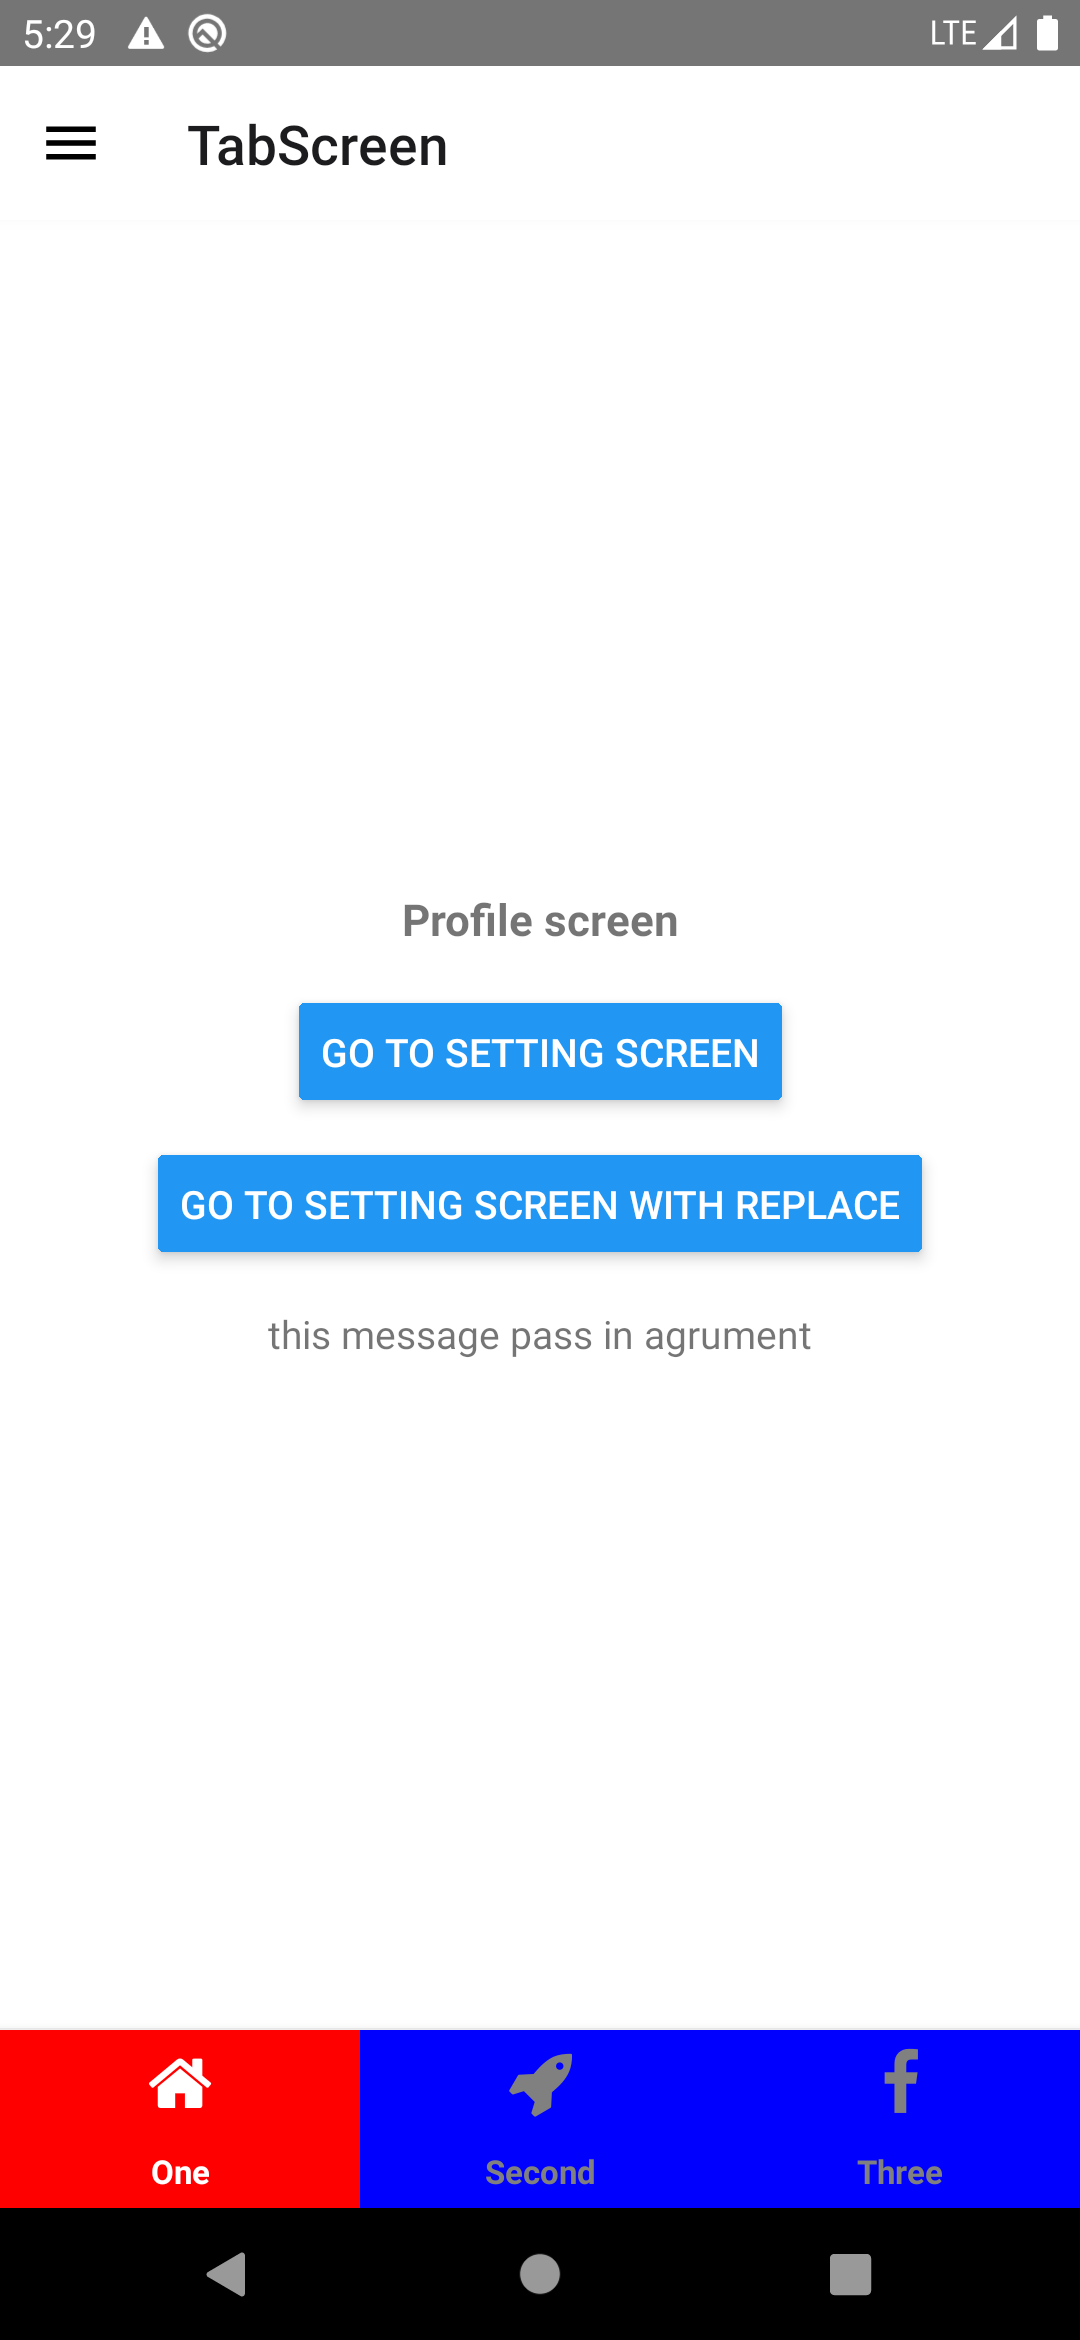 5:29
LTE
TabScreen
Profile screen
GO TO SETTING SCREEN
GO TO SETTING SCREEN WITH REPLACE
this message pass in agrument
One
Second
Three